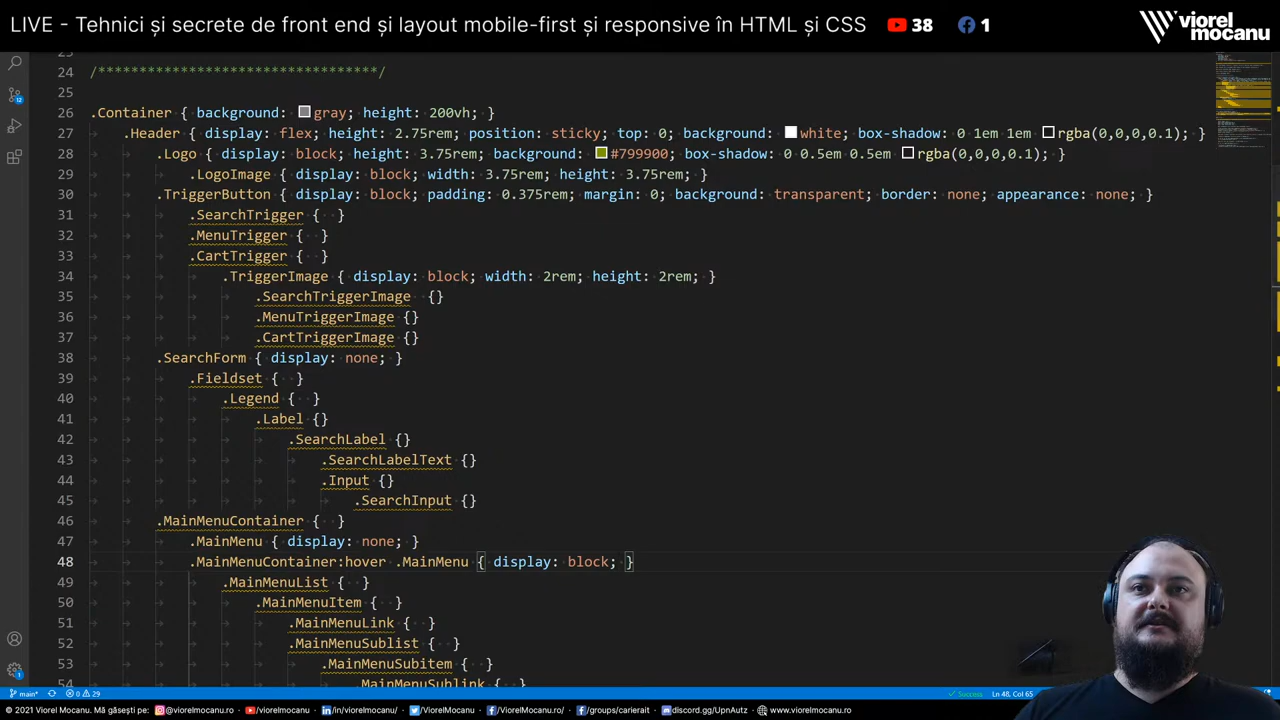 LIVE - Tehnici și secrete de front end și layout mobile-first și responsive în HTML și CSS 38 1
viorel mocanu
24 /**********************************/
25
26 .Container { background: gray; height: 200vh; }
27 .Header { display: flex; height: 2.75rem; position: sticky; top: 0; background: white; box-shadow: 0 1em 1em rgba(0,0,0,0.1); }
28 .Logo { display: block; height: 3.75rem; background: #799900; box-shadow: 0 0.5em 0.5em rgba(0,0,0,0.1); }
29 .LogoImage { display: block; width: 3.75rem; height: 3.75rem; }
30 .TriggerButton { display: block; padding: 0.375rem; margin: 0; background: transparent; border: none; appearance: none; }
31 .SearchTrigger { }
32 .MenuTrigger { }
33 .CartTrigger { }
34 .TriggerImage { display: block; width: 2rem; height: 2rem; }
35 .SearchTriggerImage {}
36 .MenuTriggerImage {}
37 .CartTriggerImage {}
38 .SearchForm { display: none; }
39 .Fieldset { }
40 .Legend { }
41 .Label {}
42 .SearchLabel {}
43 .SearchLabelText {}
44 .Input {}
45 .SearchInput {}
46 .MainMenuContainer { }
47 .MainMenu { display: none; }
48 .MainMenuContainer:hover .MainMenu { display: block; }
49 .MainMenuList { }
50 .MainMenuItem { }
51 .MainMenuLink { }
52 .MainMenuSublist { }
53 .MainMenuSubitem { }
.MainMenuSublink { }
main* 0 29 Success Ln 48, Col 65
© 2021 Viorel Mocanu. Mă găsești pe: @viorelmocanu.ro /viorelmocanu /in/viorelmocanu/ /ViorelMocanu /ViorelMocanu.ro/ /groups/carierait/ discord.gg/UpnAutz www.viorelmocanu.ro